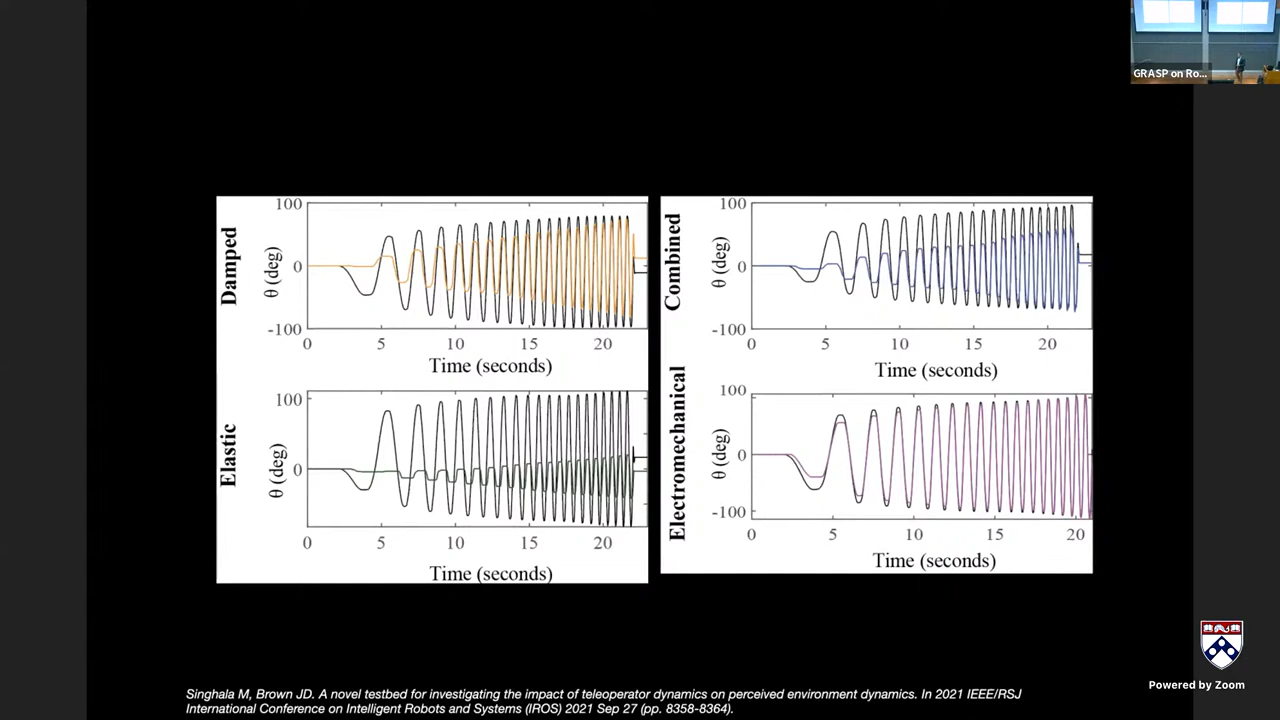 GRASP on Ro...
Damped
θ (deg)
100
0
-100
0 5 10 15 20
Time (seconds)
Combined
θ (deg)
100
0
-100
0 5 10 15 20
Time (seconds)
Elastic
θ (deg)
100
0
0 5 10 15 20
Time (seconds)
Electromechanical
θ (deg)
100
0
-100
0 5 10 15 20
Time (seconds)
Powered by Zoom
Singhala M, Brown JD. A novel testbed for investigating the impact of teleoperator dynamics on perceived environment dynamics. In 2021 IEEE/RSJ
International Conference on Intelligent Robots and Systems (IROS) 2021 Sep 27 (pp. 8358-8364).